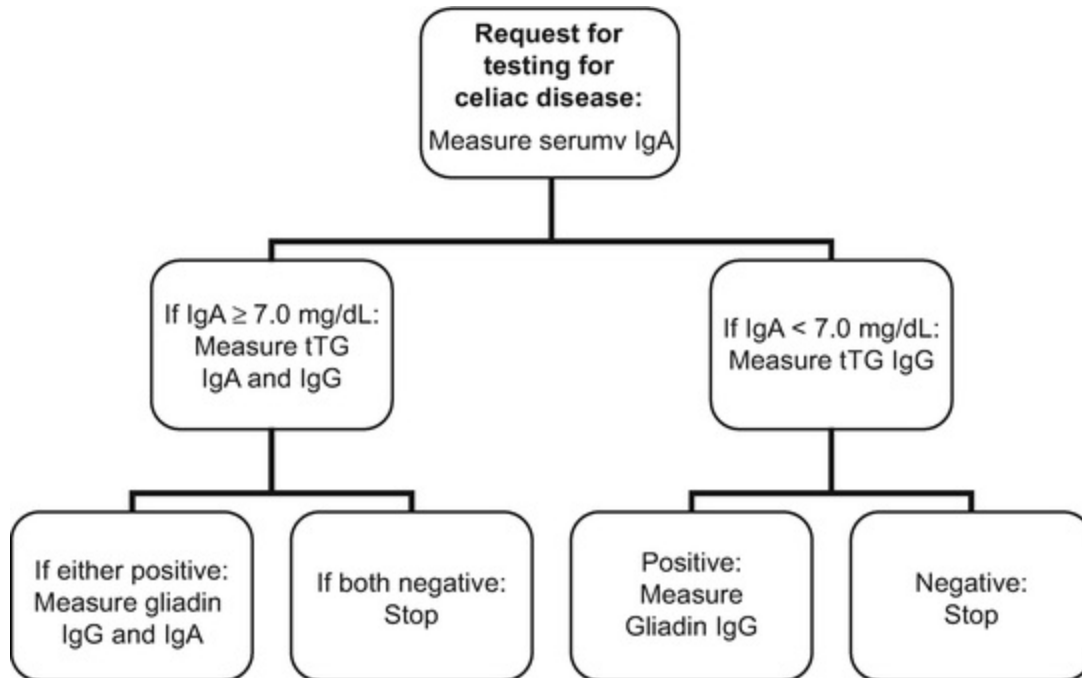 Request for
testing for
celiac disease:
Measure serumv IgA
If IgA ≥ 7.0 mg/dL:
Measure tTG
IgA and IgG
If IgA < 7.0 mg/dL:
Measure tTG IgG
If either positive:
Measure gliadin
IgG and IgA
If both negative:
Stop
Positive:
Measure
Gliadin IgG
Negative:
Stop